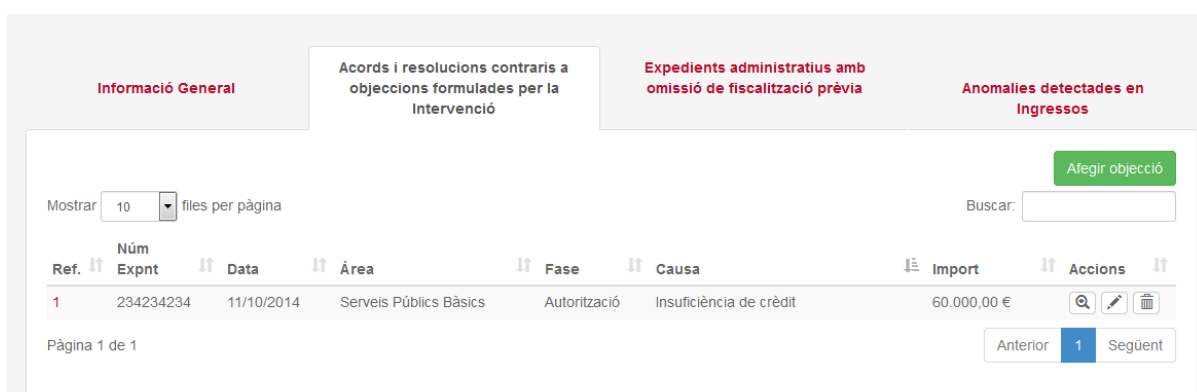 Informació General
Acords i resolucions contraris a
objeccions formulades per la
Intervenció
Expedients administratius amb
omissió de fiscalització prèvia
Anomalies detectades en
Ingressos
Afegir objecció
Mostrar 10 files per pàgina
Buscar:
Ref. Núm Expnt Data Àrea Fase Causa Import Accions
1 234234234 11/10/2014 Serveis Públics Bàsics Autorització Insuficiència de crèdit 60.000,00 €
Pàgina 1 de 1
Anterior 1 Següent